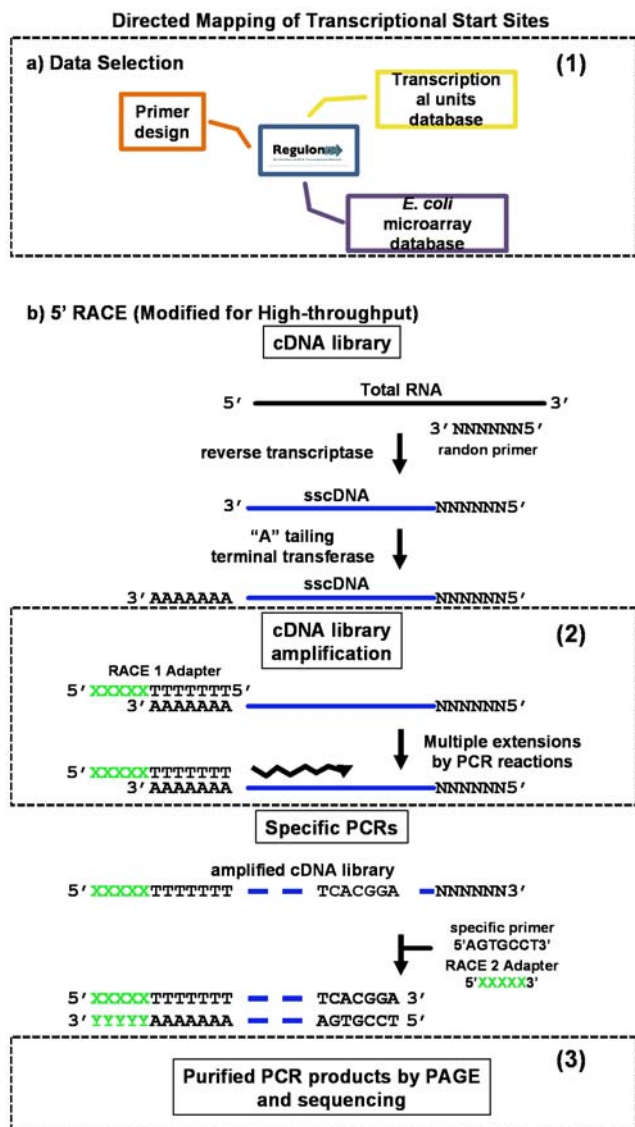 Directed Mapping of Transcriptional Start Sites
a) Data Selection
(1)
Primer
design
Transcription
al units
database
Regulon
E. coli
microarray
database
b) 5' RACE (Modified for High-throughput)
cDNA library
Total RNA
5' 3'
3'NNNNNN5'
randon primer
reverse transcriptase
sscDNA
3' NNNNNN5'
"A" tailing
terminal transferase
sscDNA
3'AAAAAAA NNNNNN5'
cDNA library
amplification
(2)
RACE 1 Adapter
5'XXXXXTTTTTTT5'
3'AAAAAAA NNNNNN5'
Multiple extensions
by PCR reactions
5'XXXXXTTTTTTT
3'AAAAAAA NNNNNN5'
Specific PCRs
amplified cDNA library
5'XXXXXTTTTTTT TCACGGA NNNNNN3'
specific primer
5'AGTGCCT3'
RACE 2 Adapter
5'XXXXX3'
5'XXXXXTTTTTTT TCACGGA 3'
3'YYYYYAAAAAAA AGTGCCT 5'
(3)
Purified PCR products by PAGE
and sequencing